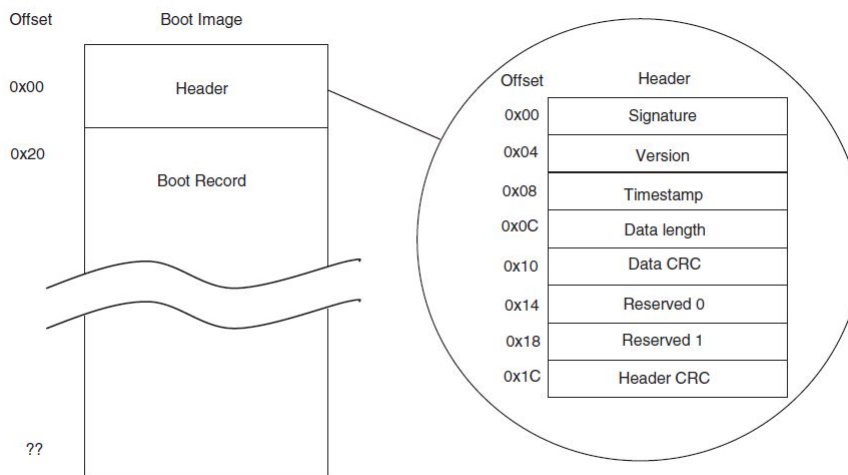 Offset Boot Image
0x00 Header
0x20
Boot Record
??
Offset Header
0x00 Signature
0x04 Version
0x08 Timestamp
0x0C Data length
0x10 Data CRC
0x14 Reserved 0
0x18 Reserved 1
0x1C Header CRC